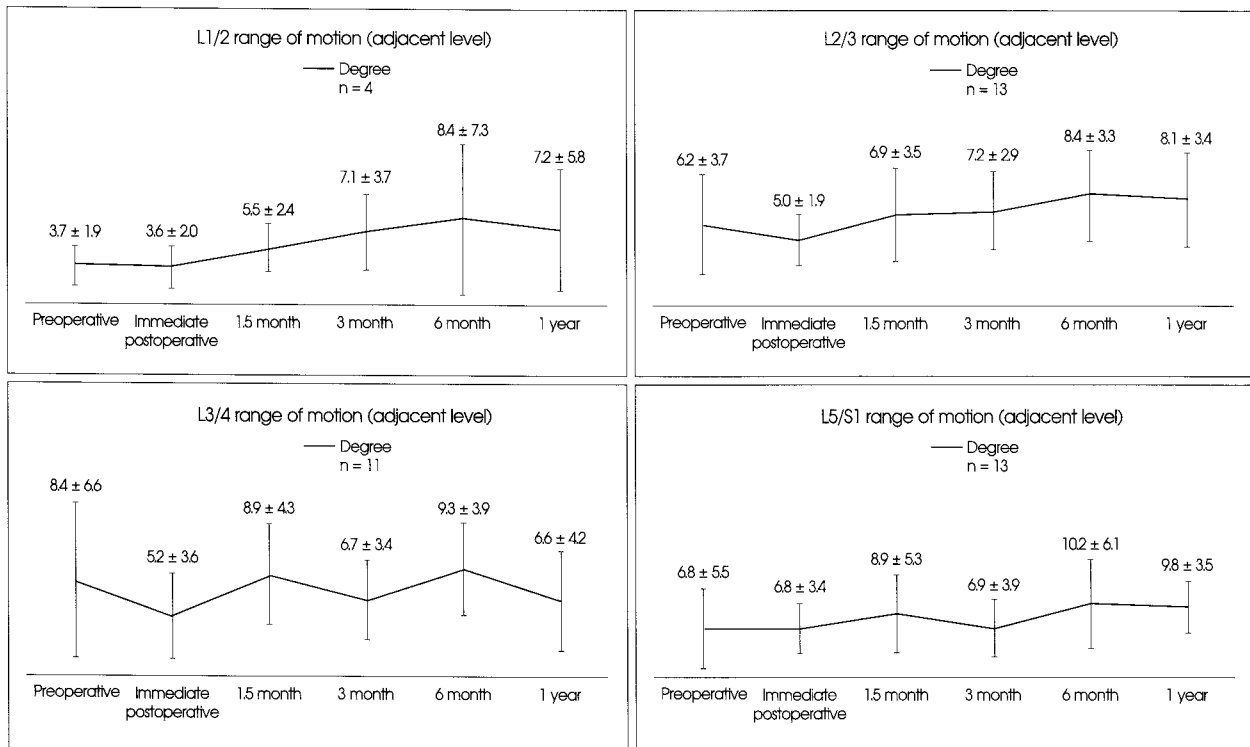 L1/2 range of motion (adjacent level)
Degree
n = 4
3.7 ± 1.9
3.6 ± 2.0
5.5 ± 2.4
7.1 ± 3.7
8.4 ± 7.3
7.2 ± 5.8
Preoperative
Immediate
postoperative
1.5 month
3 month
6 month
1 year
L2/3 range of motion (adjacent level)
Degree
n = 13
6.2 ± 3.7
5.0 ± 1.9
6.9 ± 3.5
7.2 ± 2.9
8.4 ± 3.3
8.1 ± 3.4
Preoperative
Immediate
postoperative
1.5 month
3 month
6 month
1 year
L3/4 range of motion (adjacent level)
Degree
n = 11
8.4 ± 6.6
5.2 ± 3.6
8.9 ± 4.3
6.7 ± 3.4
9.3 ± 3.9
6.6 ± 4.2
Preoperative
Immediate
postoperative
1.5 month
3 month
6 month
1 year
L5/S1 range of motion (adjacent level)
Degree
n = 13
6.8 ± 5.5
6.8 ± 3.4
8.9 ± 5.3
6.9 ± 3.9
10.2 ± 6.1
9.8 ± 3.5
Preoperative
Immediate
postoperative
1.5 month
3 month
6 month
1 year